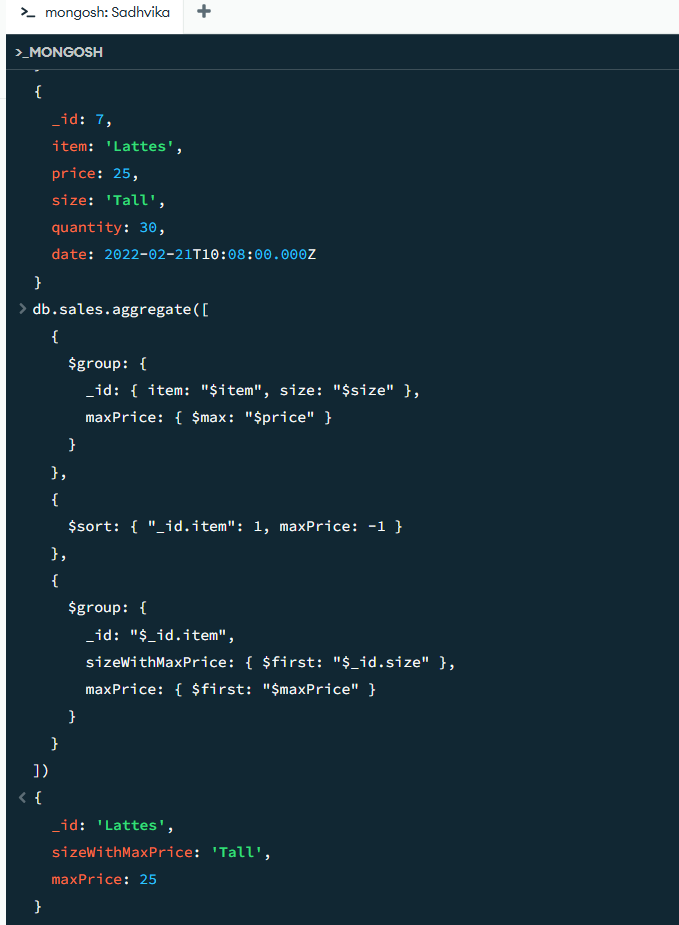 >_ mongosh: Sadhvika +
>_MONGOSH
{
_id: 7,
item: 'Lattes',
price: 25,
size: 'Tall',
quantity: 30,
date: 2022-02-21T10:08:00.000Z
}
> db.sales.aggregate([
{
$group: {
_id: { item: "$item", size: "$size" },
maxPrice: { $max: "$price" }
}
},
{
$sort: { "_id.item": 1, maxPrice: -1 }
},
{
$group: {
_id: "$_id.item",
sizeWithMaxPrice: { $first: "$_id.size" },
maxPrice: { $first: "$maxPrice" }
}
}
])
< {
_id: 'Lattes',
sizeWithMaxPrice: 'Tall',
maxPrice: 25
}